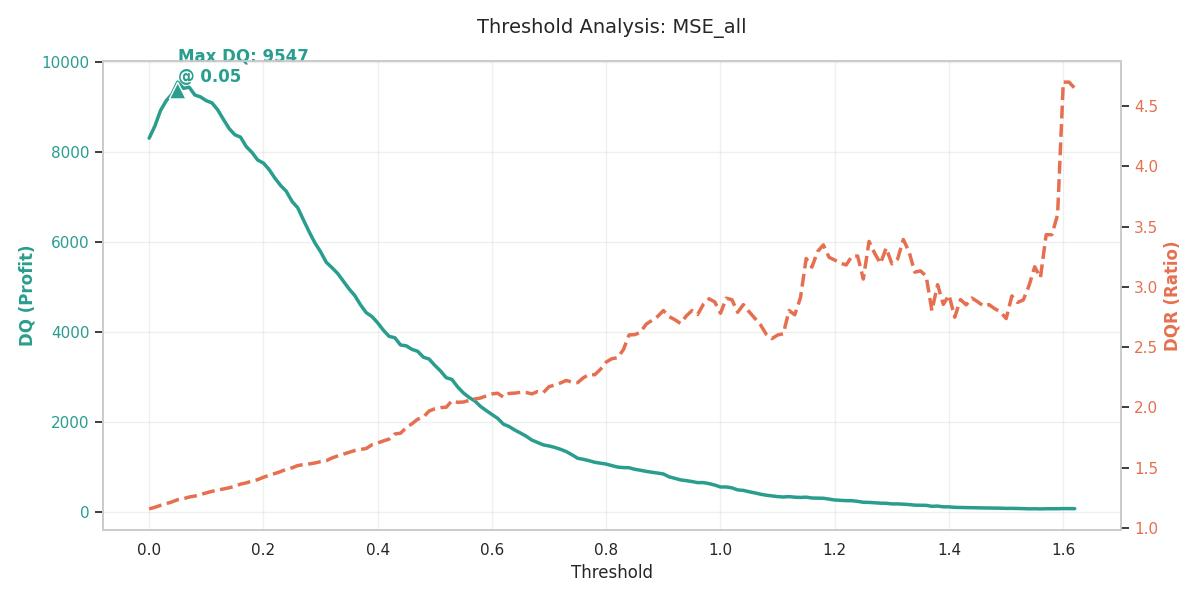 Threshold Analysis: MSE_all
Max DQ: 9547
@ 0.05
10000
8000
6000
4000
2000
0
DQ (Profit)
4.5
4.0
3.5
3.0
2.5
2.0
1.5
1.0
DQR (Ratio)
0.0 0.2 0.4 0.6 0.8 1.0 1.2 1.4 1.6
Threshold